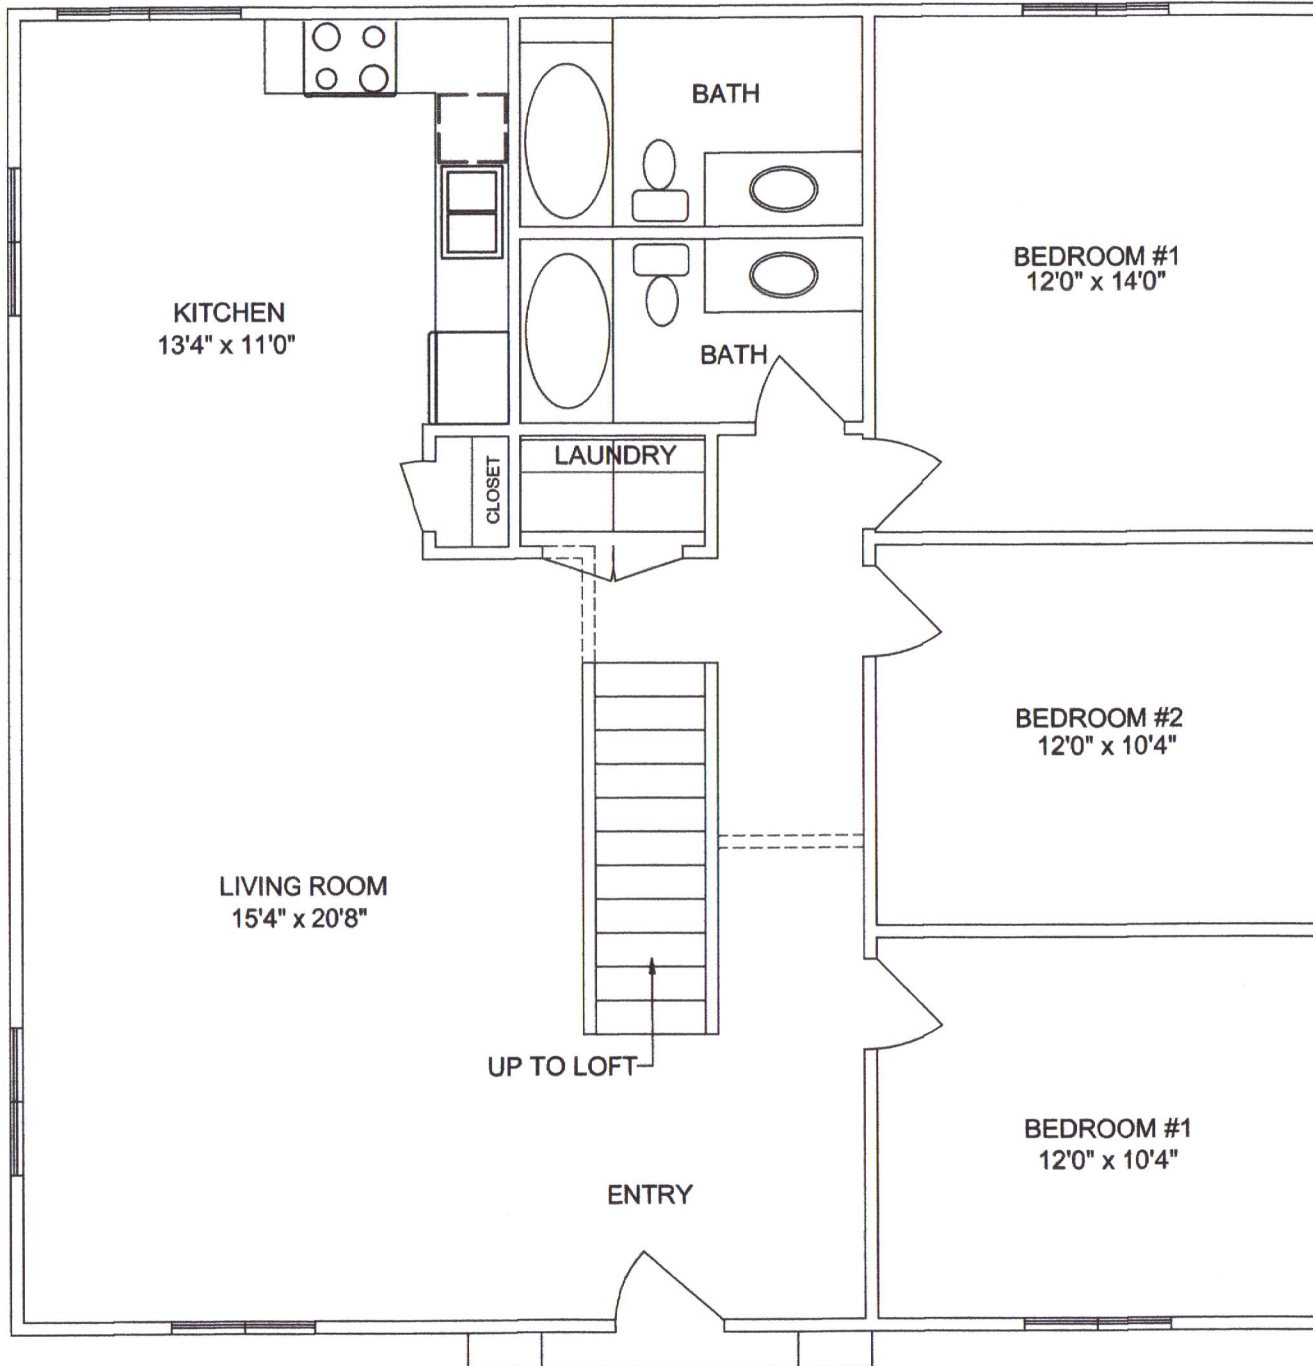 BATH
BEDROOM #1
12'0" x 14'0"
KITCHEN
13'4" x 11'0"
BATH
LAUNDRY
CLOSET
BEDROOM #2
12'0" x 10'4"
LIVING ROOM
15'4" x 20'8"
UP TO LOFT
BEDROOM #1
12'0" x 10'4"
ENTRY